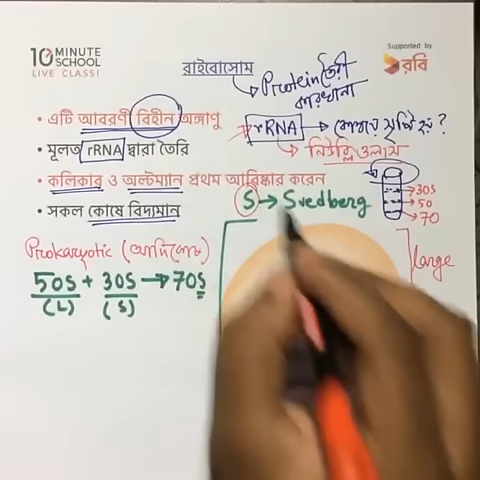 10 MINUTE SCHOOL
LIVE CLASS!
Supported by
রবি
রাইবোসোম
Protein তৈরী
কারখানা
• এটি আবরণী বিহীন অঙ্গাণু
rRNA → কোথায় সৃষ্টি হয় ?
→ নিউক্লিওলাস
• মূলত rRNA দ্বারা তৈরি
• কলিকার ও অল্টম্যান প্রথম আবিষ্কার করেন
• সকল কোষে বিদ্যমান
S → Svedberg
30S
50
70
Prokaryotic (আদিকোষ)
50S + 30S → 70S
(L) (S)
large